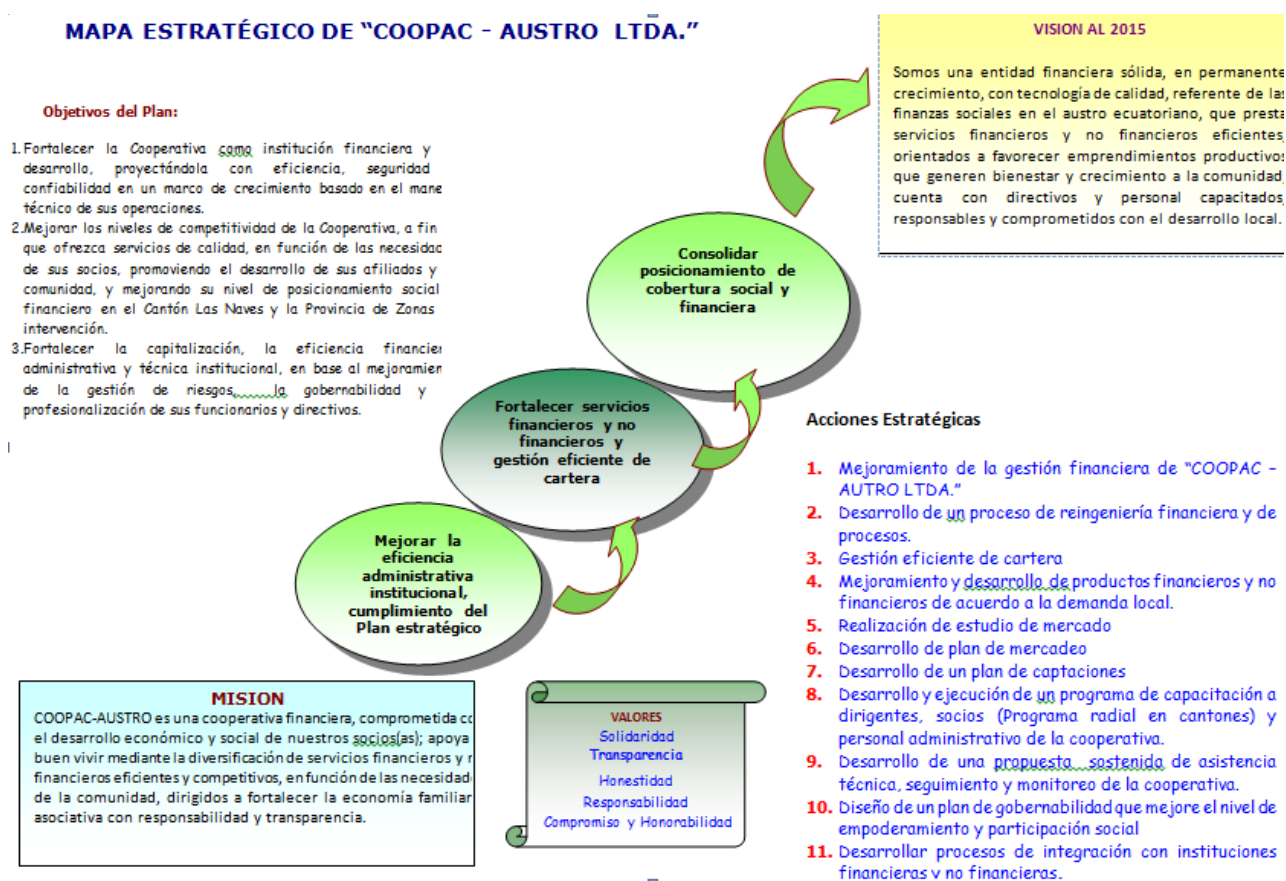 MAPA ESTRATÉGICO DE “COOPAC - AUSTRO LTDA.”
Objetivos del Plan:
1. Fortalecer la Cooperativa como institución financiera y
desarrollo, proyectándola con eficiencia, seguridad
confiabilidad en un marco de crecimiento basado en el mane
técnico de sus operaciones.
2. Mejorar los niveles de competitividad de la Cooperativa, a fin
que ofrezca servicios de calidad, en función de las necesidad
de sus socios, promoviendo el desarrollo de sus afiliados y
comunidad, y mejorando su nivel de posicionamiento social
financiero en el Cantón Las Naves y la Provincia de Zonas
intervención.
3. Fortalecer la capitalización, la eficiencia financier
administrativa y técnica institucional, en base al mejoramien
de la gestión de riesgos, la gobernabilidad y
profesionalización de sus funcionarios y directivos.
VISION AL 2015
Somos una entidad financiera sólida, en permanente
crecimiento, con tecnología de calidad, referente de las
finanzas sociales en el austro ecuatoriano, que presta
servicios financieros y no financieros eficientes,
orientados a favorecer emprendimientos productivos
que generen bienestar y crecimiento a la comunidad,
cuenta con directivos y personal capacitados,
responsables y comprometidos con el desarrollo local.
Consolidar
posicionamiento de
cobertura social y
financiera
Fortalecer servicios
financieros y no
financieros y
gestión eficiente de
cartera
Mejorar la
eficiencia
administrativa
institucional,
cumplimiento del
Plan estratégico
Acciones Estratégicas
1. Mejoramiento de la gestión financiera de “COOPAC –
AUTRO LTDA.”
2. Desarrollo de un proceso de reingeniería financiera y de
procesos.
3. Gestión eficiente de cartera
4. Mejoramiento y desarrollo de productos financieros y no
financieros de acuerdo a la demanda local.
5. Realización de estudio de mercado
6. Desarrollo de plan de mercadeo
7. Desarrollo de un plan de captaciones
8. Desarrollo y ejecución de un programa de capacitación a
dirigentes, socios (Programa radial en cantones) y
personal administrativo de la cooperativa.
9. Desarrollo de una propuesta sostenida de asistencia
técnica, seguimiento y monitoreo de la cooperativa.
10. Diseño de un plan de gobernabilidad que mejore el nivel de
empoderamiento y participación social
11. Desarrollar procesos de integración con instituciones
financieras y no financieras.
MISION
COOPAC-AUSTRO es una cooperativa financiera, comprometida co
el desarrollo económico y social de nuestros socios(as); apoya
buen vivir mediante la diversificación de servicios financieros y n
financieros eficientes y competitivos, en función de las necesidad
de la comunidad, dirigidos a fortalecer la economía familiar
asociativa con responsabilidad y transparencia.
VALORES
Solidaridad
Transparencia
Honestidad
Responsabilidad
Compromiso y Honorabilidad